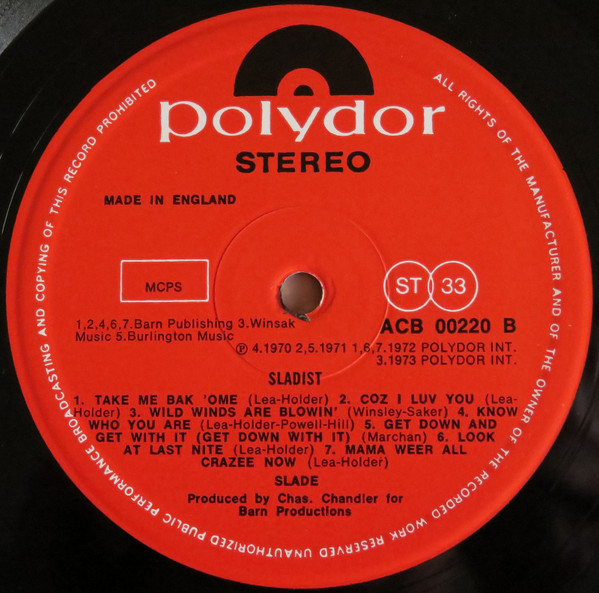 polydor
STEREO
MADE IN ENGLAND
MCPS
ST 33
1,2,4,6,7.Barn Publishing 3.Winsak
Music 5.Burlington Music
ACB 00220 B
℗ 4.1970 2,5.1971 1,6,7.1972 POLYDOR INT.
3.1973 POLYDOR INT.
SLADIST
1. TAKE ME BAK 'OME (Lea-Holder) 2. COZ I LUV YOU (Lea-
Holder) 3. WILD WINDS ARE BLOWIN' (Winsley-Saker) 4. KNOW
WHO YOU ARE (Lea-Holder-Powell-Hill) 5. GET DOWN AND
GET WITH IT (GET DOWN WITH IT) (Marchan) 6. LOOK
AT LAST NITE (Lea-Holder) 7. MAMA WEER ALL
CRAZEE NOW (Lea-Holder)
SLADE
Produced by Chas. Chandler for
Barn Productions
ALL RIGHTS OF THE MANUFACTURER AND OF THE OWNER OF THE RECORDED WORK RESERVED UNAUTHORIZED PUBLIC PERFORMANCE BROADCASTING AND COPYING OF THIS RECORD PROHIBITED